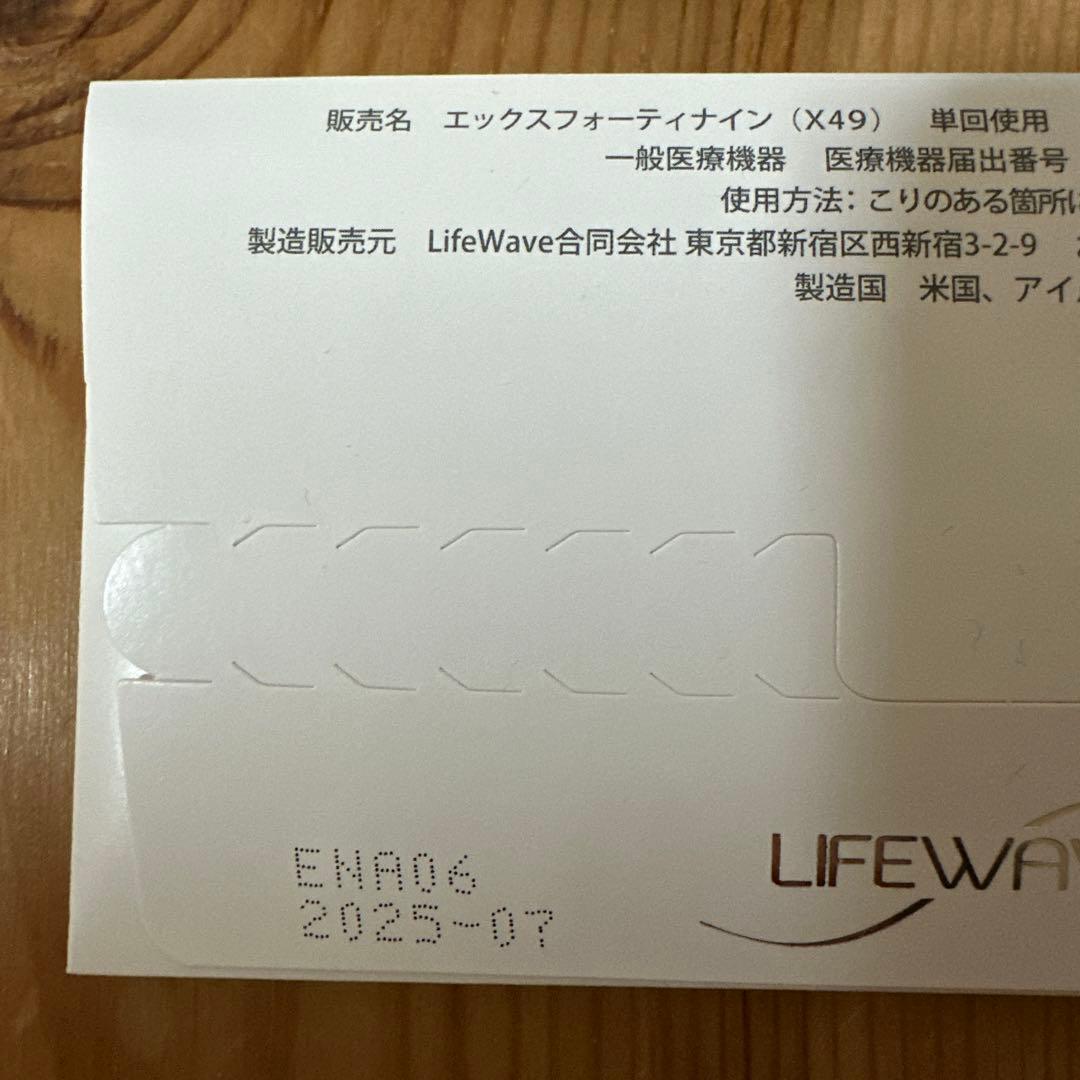 販売名　エックスフォーティナイン（X49）　単回使用
一般医療機器　医療機器届出番号
使用方法：こりのある箇所に
製造販売元　LifeWave合同会社 東京都新宿区西新宿3-2-9
製造国　米国、アイ
LIFEWA
ENA06
2025-07